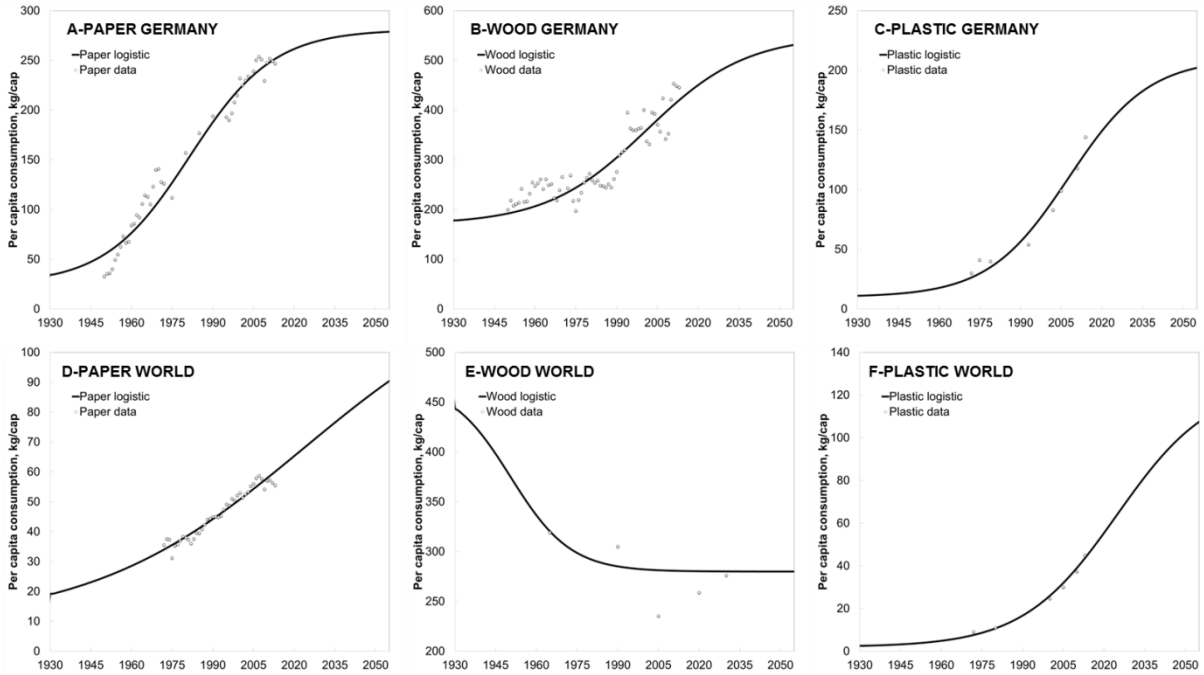 A-PAPER GERMANY
Paper logistic
Paper data
Per capita consumption, kg/cap
300
250
200
150
100
50
0
1930 1945 1960 1975 1990 2005 2020 2035 2050
B-WOOD GERMANY
Wood logistic
Wood data
Per capita consumption, kg/cap
600
500
400
300
200
100
0
1930 1945 1960 1975 1990 2005 2020 2035 2050
C-PLASTIC GERMANY
Plastic logistic
Plastic data
Per capita consumption, kg/cap
250
200
150
100
50
0
1930 1945 1960 1975 1990 2005 2020 2035 2050
D-PAPER WORLD
Paper logistic
Paper data
Per capita consumption, kg/cap
100
90
80
70
60
50
40
30
20
10
0
1930 1945 1960 1975 1990 2005 2020 2035 2050
E-WOOD WORLD
Wood logistic
Wood data
Per capita consumption, kg/cap
500
450
400
350
300
250
200
1930 1945 1960 1975 1990 2005 2020 2035 2050
F-PLASTIC WORLD
Plastic logistic
Plastic data
Per capita consumption, kg/cap
140
120
100
80
60
40
20
0
1930 1945 1960 1975 1990 2005 2020 2035 2050